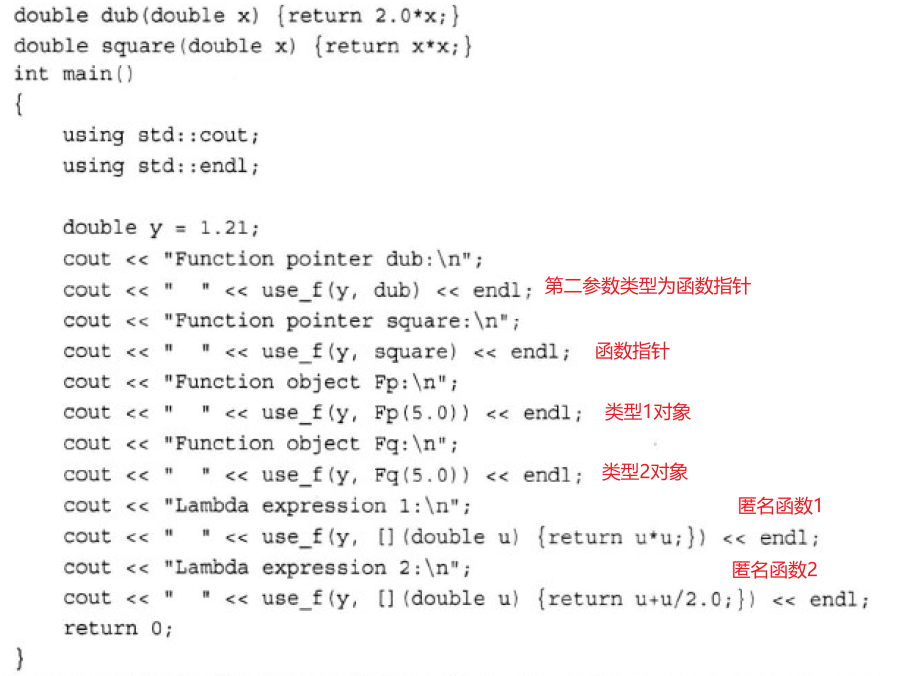 double dub(double x) {return 2.0*x;}
double square(double x) {return x*x;}
int main()
{
    using std::cout;
    using std::endl;

    double y = 1.21;
    cout << "Function pointer dub:\n";
    cout << "  " << use_f(y, dub) << endl; 第二参数类型为函数指针
    cout << "Function pointer square:\n";
    cout << "  " << use_f(y, square) << endl; 函数指针
    cout << "Function object Fp:\n";
    cout << "  " << use_f(y, Fp(5.0)) << endl; 类型1对象
    cout << "Function object Fq:\n";
    cout << "  " << use_f(y, Fq(5.0)) << endl; 类型2对象
    cout << "Lambda expression 1:\n"; 匿名函数1
    cout << "  " << use_f(y, [](double u) {return u*u;}) << endl;
    cout << "Lambda expression 2:\n"; 匿名函数2
    cout << "  " << use_f(y, [](double u) {return u+u/2.0;}) << endl;
    return 0;
}